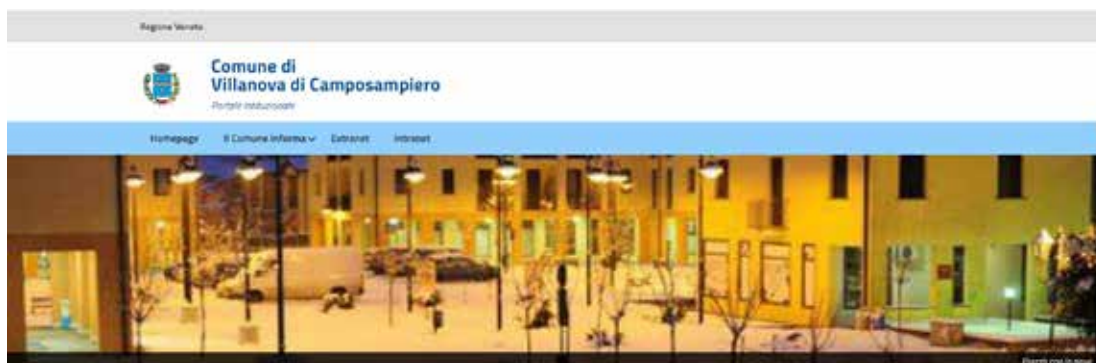 Regione Veneto
Comune di
Villanova di Camposampiero
Portale istituzionale
Homepage Il Comune informa Extranet Intranet